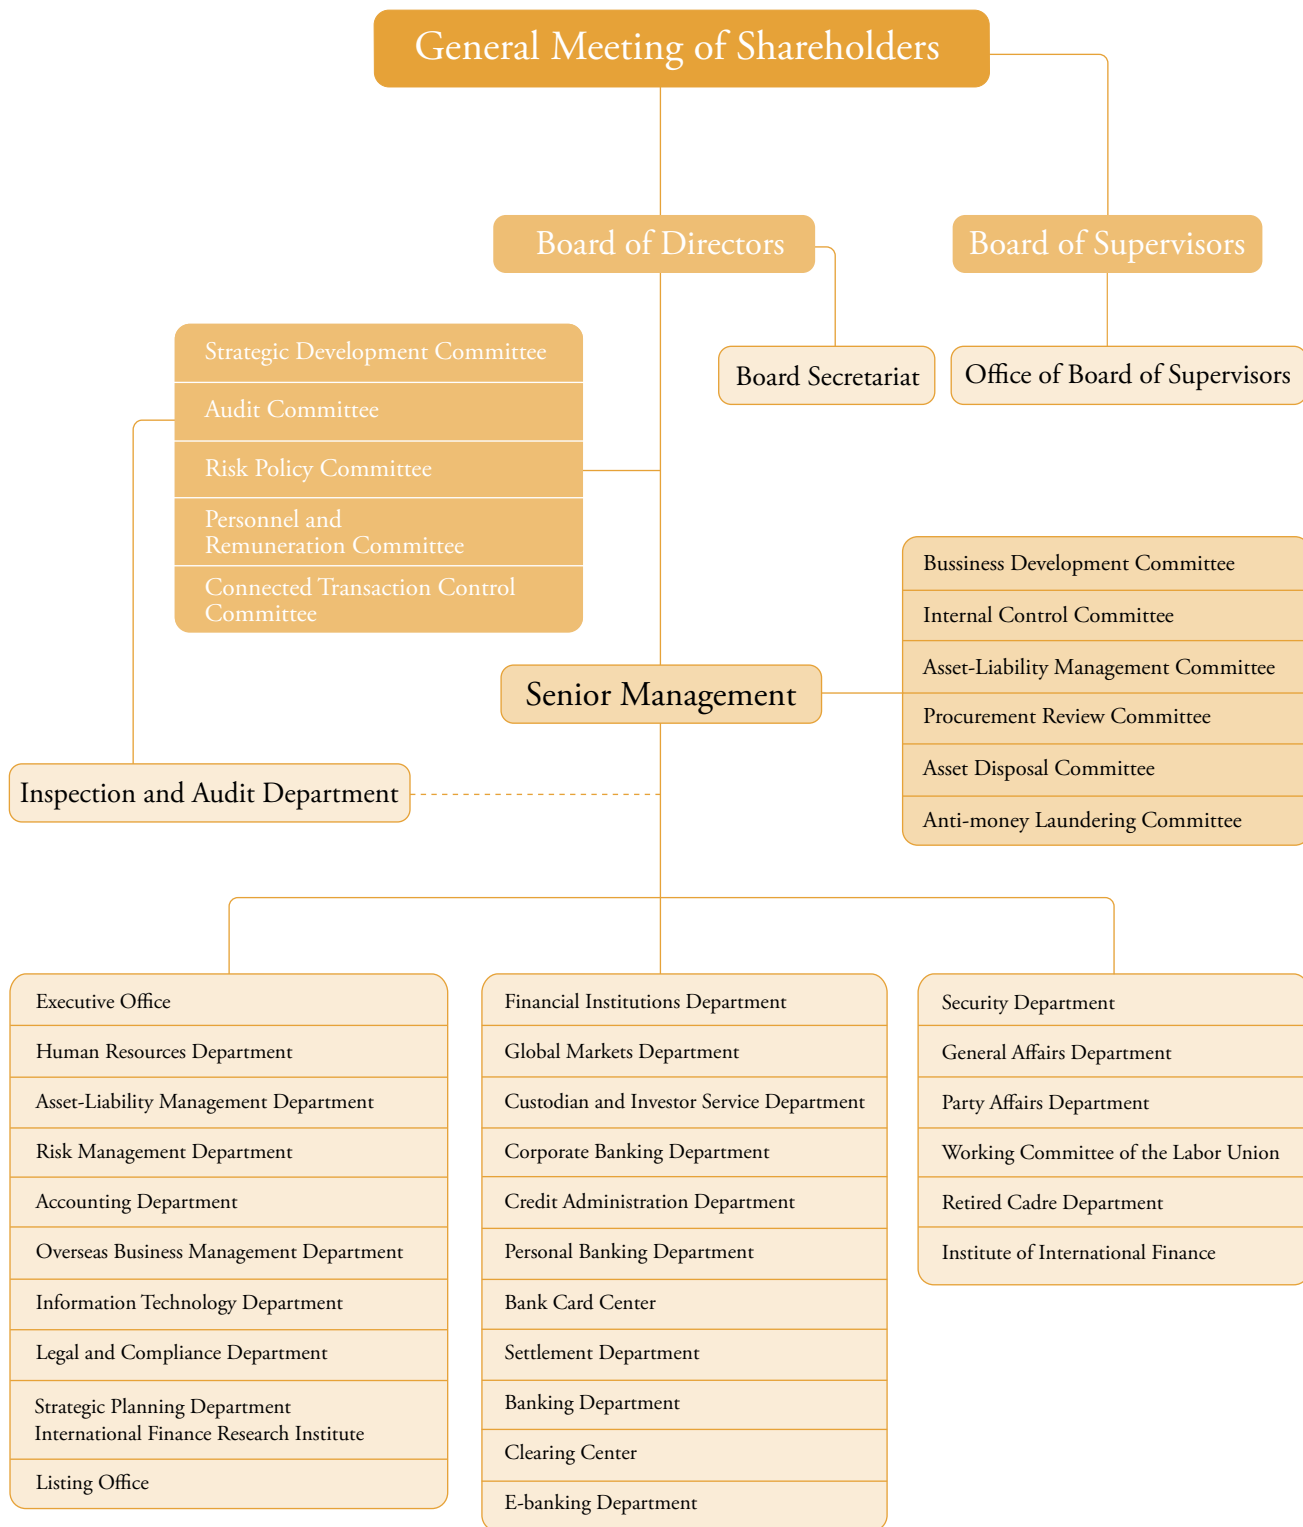 General Meeting of Shareholders
Board of Directors
Board of Supervisors
Strategic Development Committee
Audit Committee
Risk Policy Committee
Personnel and
Remuneration Committee
Connected Transaction Control
Committee
Board Secretariat
Office of Board of Supervisors
Bussiness Development Committee
Internal Control Committee
Asset-Liability Management Committee
Procurement Review Committee
Asset Disposal Committee
Anti-money Laundering Committee
Senior Management
Inspection and Audit Department
Executive Office
Human Resources Department
Asset-Liability Management Department
Risk Management Department
Accounting Department
Overseas Business Management Department
Information Technology Department
Legal and Compliance Department
Strategic Planning Department
International Finance Research Institute
Listing Office
Financial Institutions Department
Global Markets Department
Custodian and Investor Service Department
Corporate Banking Department
Credit Administration Department
Personal Banking Department
Bank Card Center
Settlement Department
Banking Department
Clearing Center
E-banking Department
Security Department
General Affairs Department
Party Affairs Department
Working Committee of the Labor Union
Retired Cadre Department
Institute of International Finance